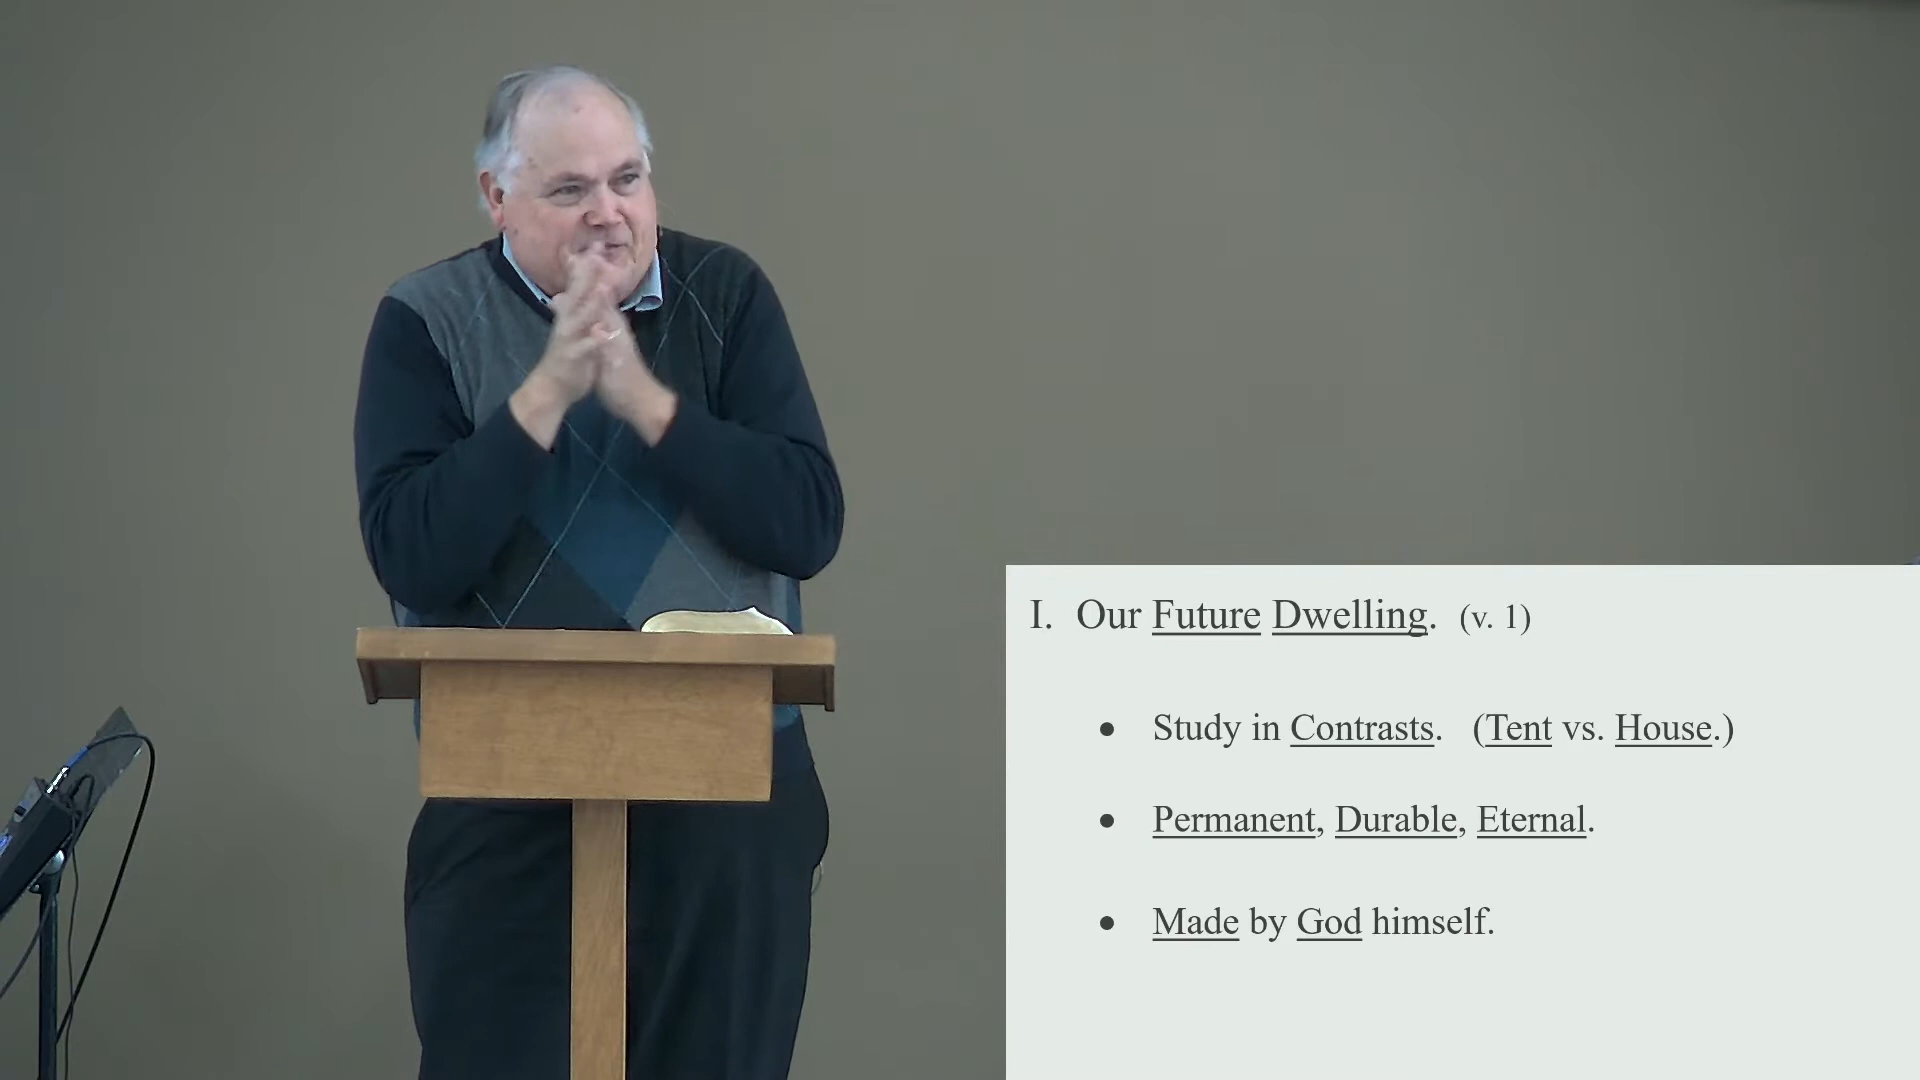 I. Our Future Dwelling. (v. 1)
• Study in Contrasts. (Tent vs. House.)
• Permanent, Durable, Eternal.
• Made by God himself.